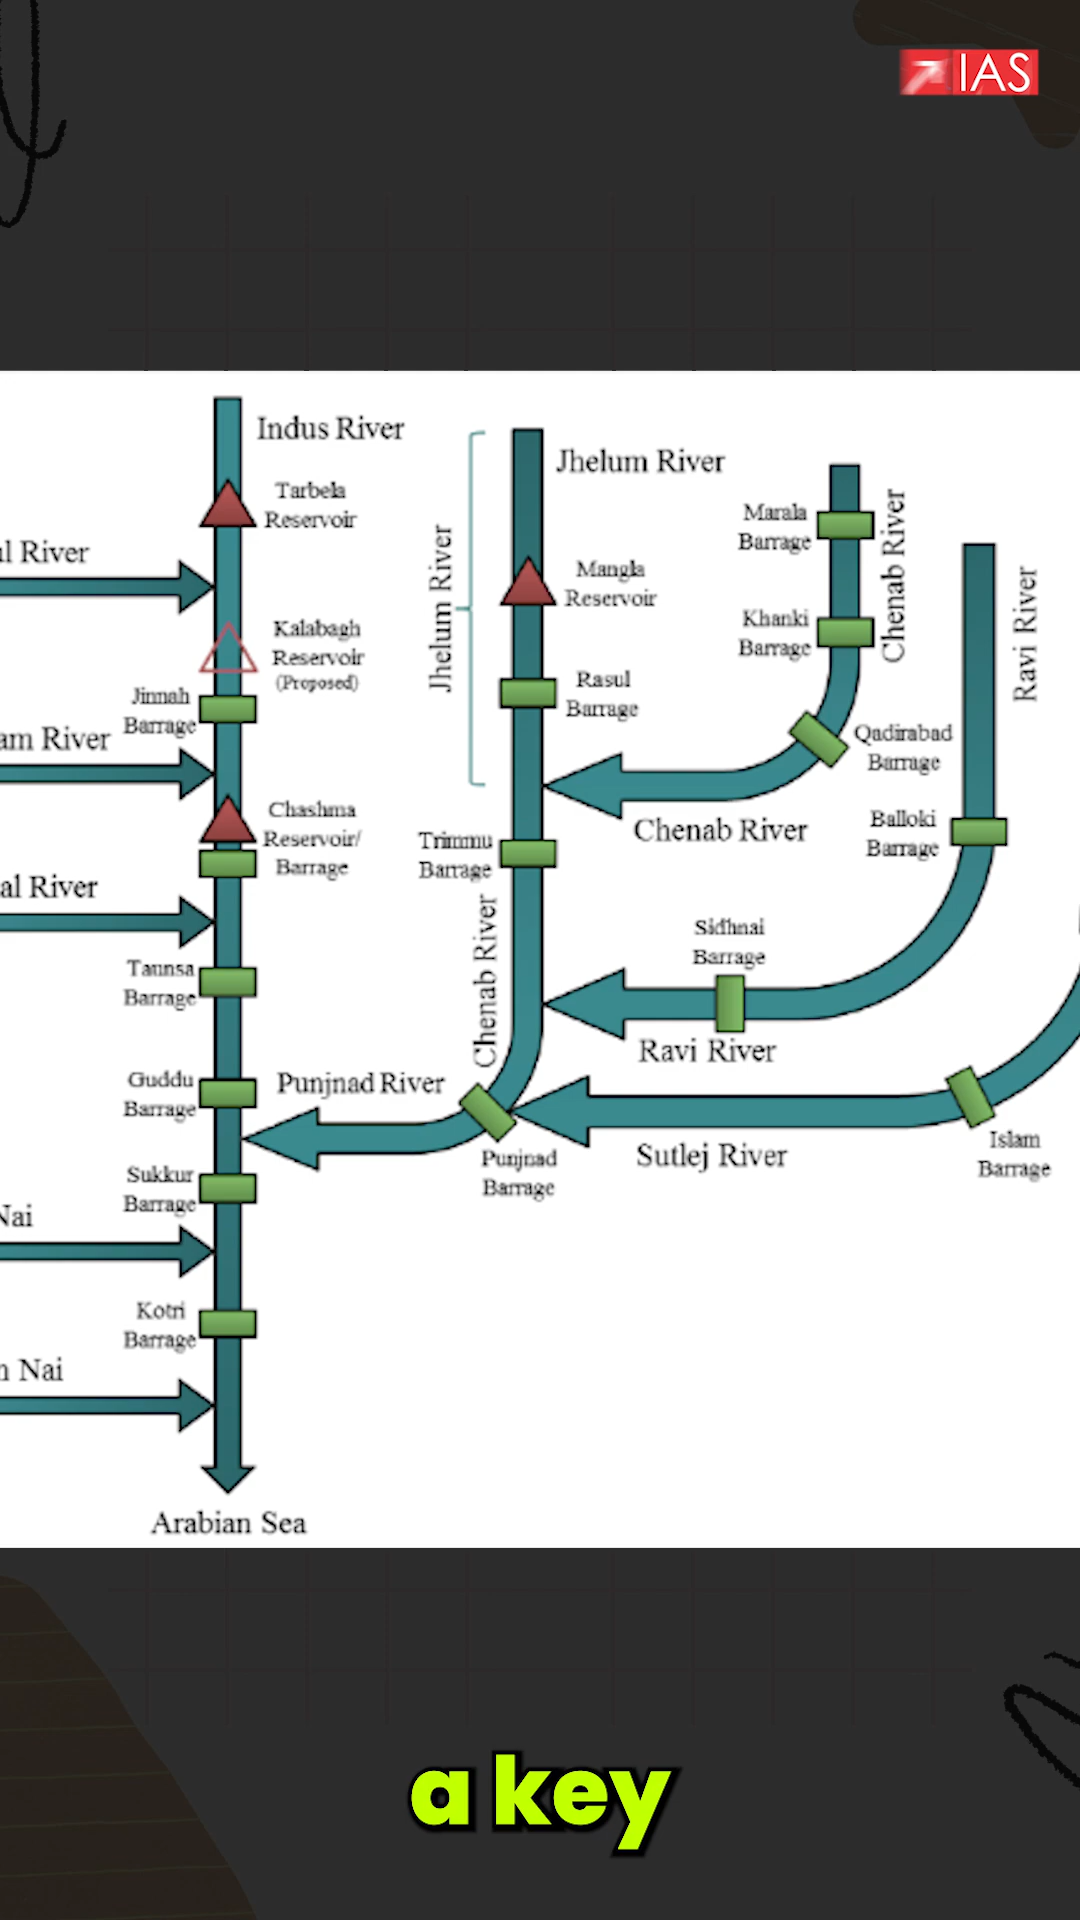 IAS
Indus River
Tarbela
Reservoir
River
Kalabagh
Reservoir
(Proposed)
Jinnah
Barrage
River
Chashma
Reservoir/
Barrage
River
Taunsa
Barrage
Guddu
Barrage
Sukkur
Barrage
Nai
Kotri
Barrage
Nai
Arabian Sea
Jhelum River
Jhelum River
Mangla
Reservoir
Rasul
Barrage
Trimmu
Barrage
Chenab River
Punjnad River
Punjnad
Barrage
Marala
Barrage
Chenab River
Khanki
Barrage
Qadirabad
Barrage
Chenab River
Ravi River
Balloki
Barrage
Sidhnai
Barrage
Ravi River
Sutlej River
Islam
Barrage
a key